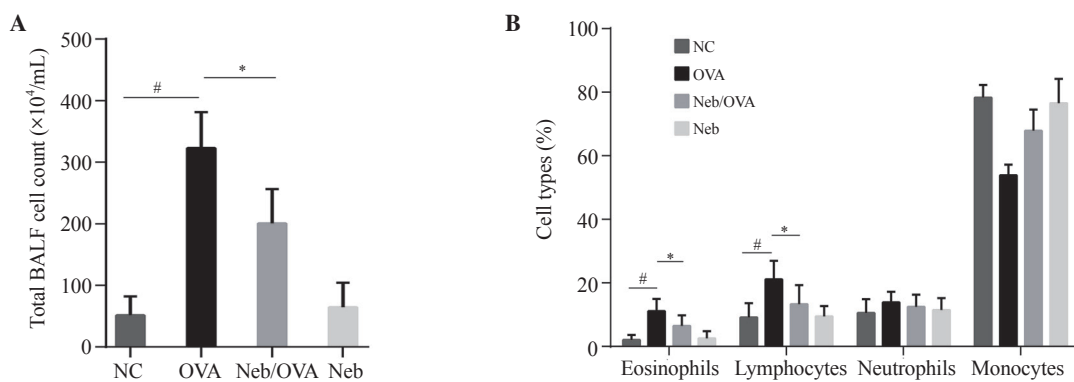 A
Total BALF cell count (×10⁴/mL)
500
400
300
200
100
0
#
*
NC OVA Neb/OVA Neb
B
Cell types (%)
100
80
60
40
20
0
NC
OVA
Neb/OVA
Neb
# * # *
Eosinophils Lymphocytes Neutrophils Monocytes